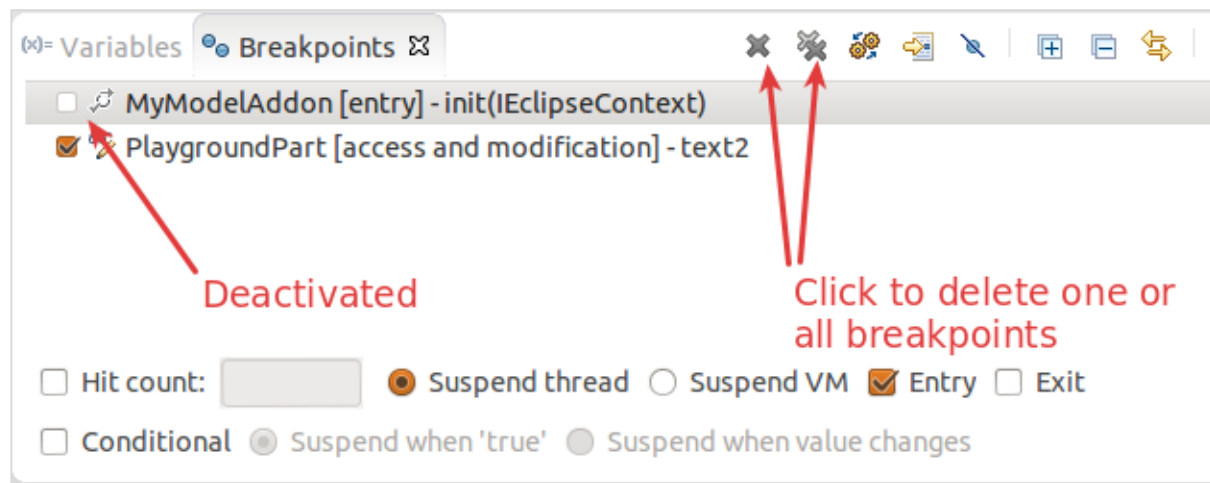 (x)= Variables Breakpoints
MyModelAddon [entry] - init(IEclipseContext)
PlaygroundPart [access and modification] - text2
Deactivated
Click to delete one or
all breakpoints
Hit count: Suspend thread Suspend VM Entry Exit
Conditional Suspend when 'true' Suspend when value changes